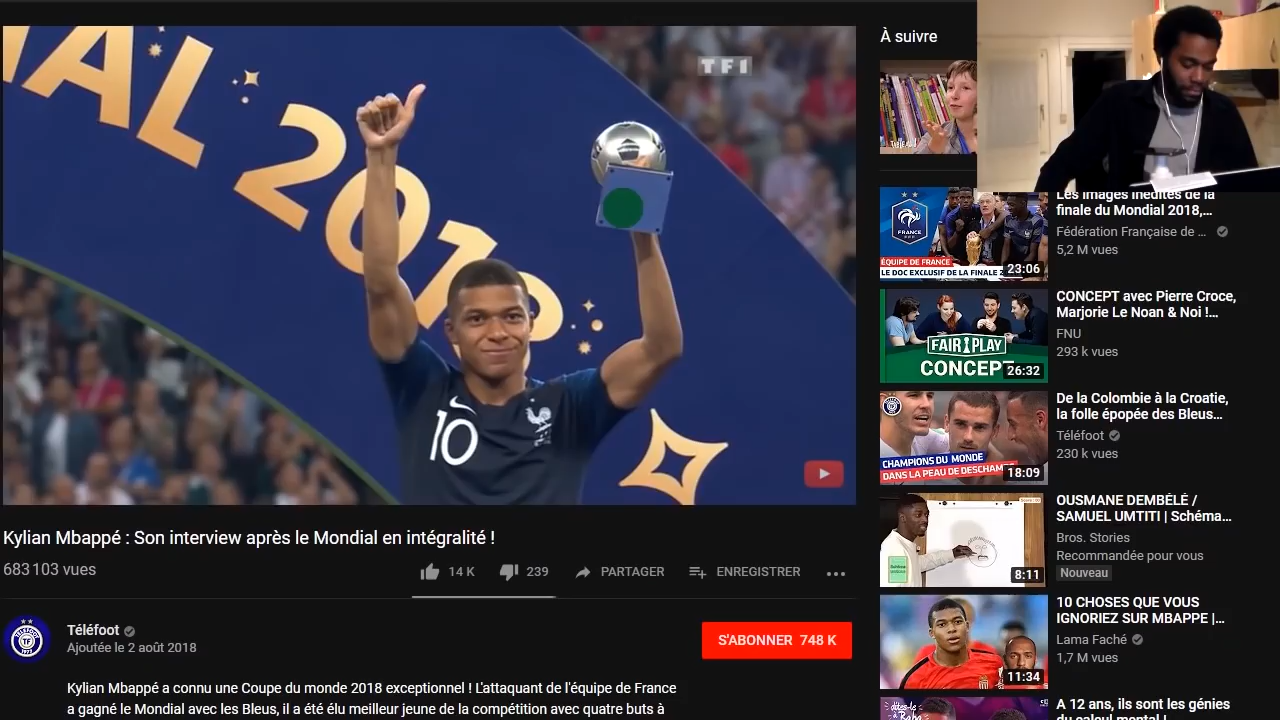 NAL 2018
TF1
10
Kylian Mbappé : Son interview après le Mondial en intégralité !
683 103 vues
14 K
239
PARTAGER
ENREGISTRER
Téléfoot
Ajoutée le 2 août 2018
S'ABONNER 748 K
Kylian Mbappé a connu une Coupe du monde 2018 exceptionnel ! L'attaquant de l'équipe de France
a gagné le Mondial avec les Bleus, il a été élu meilleur jeune de la compétition avec quatre buts à
À suivre
FRANCE
FFF
ÉQUIPE DE FRANCE
LE DOC EXCLUSIF DE LA FINALE 2
23:06
Les images inédites de la
finale du Mondial 2018,...
Fédération Française de ...
5,2 M vues
FAIR PLAY
CONCEPT
26:32
CONCEPT avec Pierre Croce,
Marjorie Le Noan & Noi !...
FNU
293 k vues
CHAMPIONS DU MONDE
DANS LA PEAU DE DESCHAM
18:09
De la Colombie à la Croatie,
la folle épopée des Bleus...
Téléfoot
230 k vues
8:11
OUSMANE DEMBÉLÉ /
SAMUEL UMTITI | Schéma...
Bros. Stories
Recommandée pour vous
Nouveau
11:34
10 CHOSES QUE VOUS
IGNORIEZ SUR MBAPPE |...
Lama Faché
1,7 M vues
A 12 ans, ils sont les génies
du calcul mental !